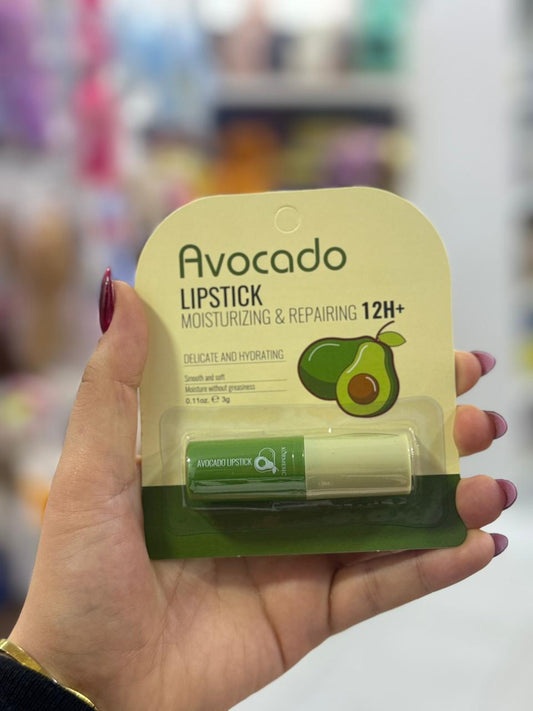 Avocado
LIPSTICK
MOISTURIZING & REPAIRING 12H+
DELICATE AND HYDRATING
Smooth and soft
Moisture without greasiness
0.11oz. ℮ 3g
AVOCADO LIPSTICK